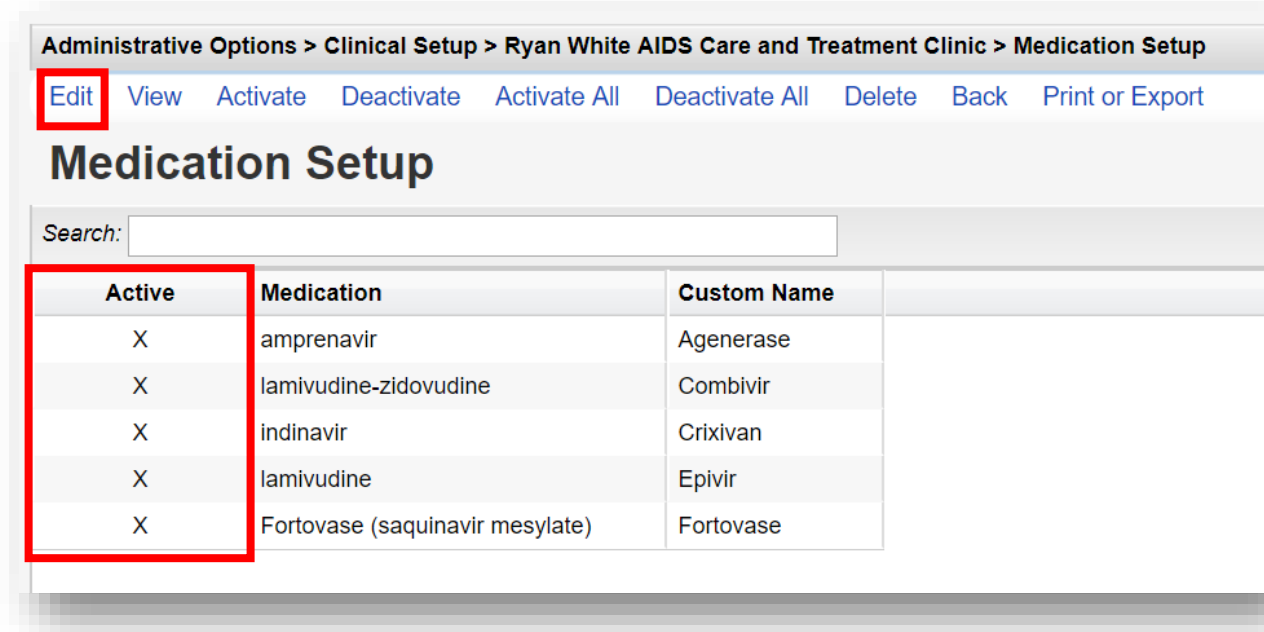 Administrative Options > Clinical Setup > Ryan White AIDS Care and Treatment Clinic > Medication Setup
Edit View Activate Deactivate Activate All Deactivate All Delete Back Print or Export
Medication Setup
Search:
Active Medication Custom Name
X amprenavir Agenerase
X lamivudine-zidovudine Combivir
X indinavir Crixivan
X lamivudine Epivir
X Fortovase (saquinavir mesylate) Fortovase